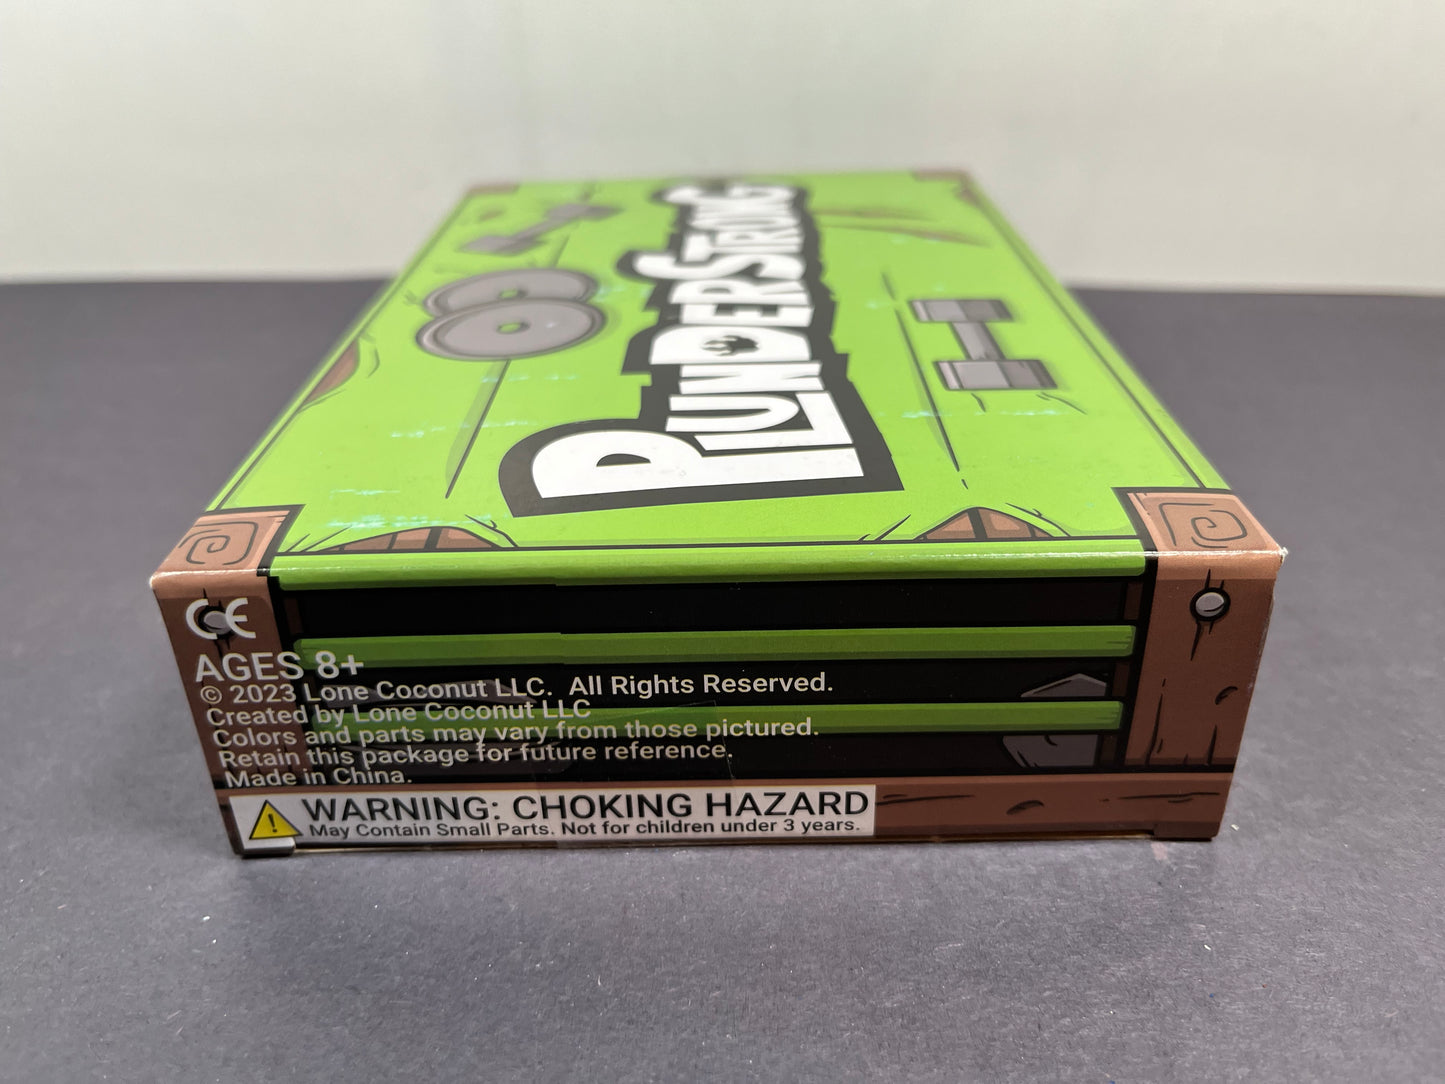 PLUNDERSTRONG
CE
AGES 8+
© 2023 Lone Coconut LLC. All Rights Reserved.
Created by Lone Coconut LLC
Colors and parts may vary from those pictured.
Retain this package for future reference.
Made in China.
WARNING: CHOKING HAZARD
May Contain Small Parts. Not for children under 3 years.